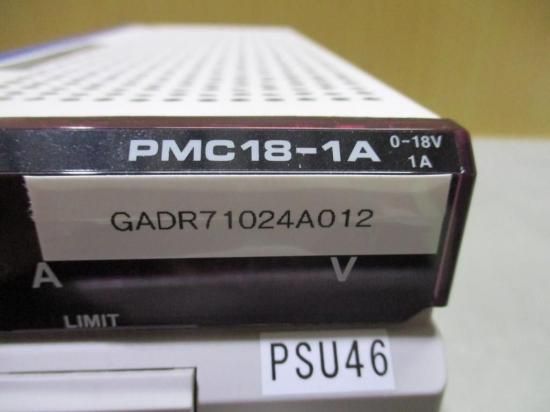 PMC18-1A 0-18V
1A
GADR71024A012
A V
LIMIT
PSU46